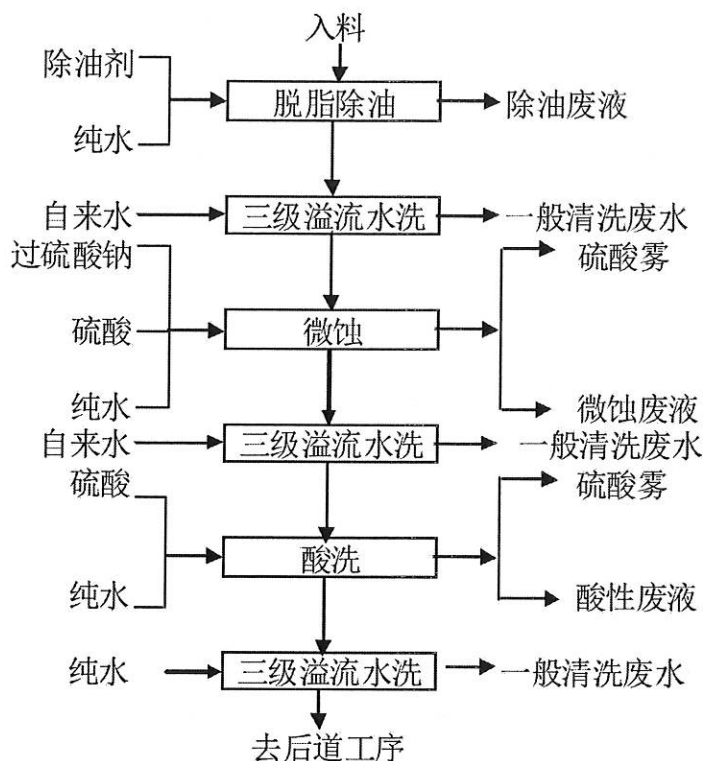 入料
除油剂
脱脂除油
除油废液
纯水
自来水
三级溢流水洗
一般清洗废水
过硫酸钠
硫酸雾
硫酸
微蚀
纯水
微蚀废液
自来水
三级溢流水洗
一般清洗废水
硫酸
硫酸雾
酸洗
纯水
酸性废液
纯水
三级溢流水洗
一般清洗废水
去后道工序